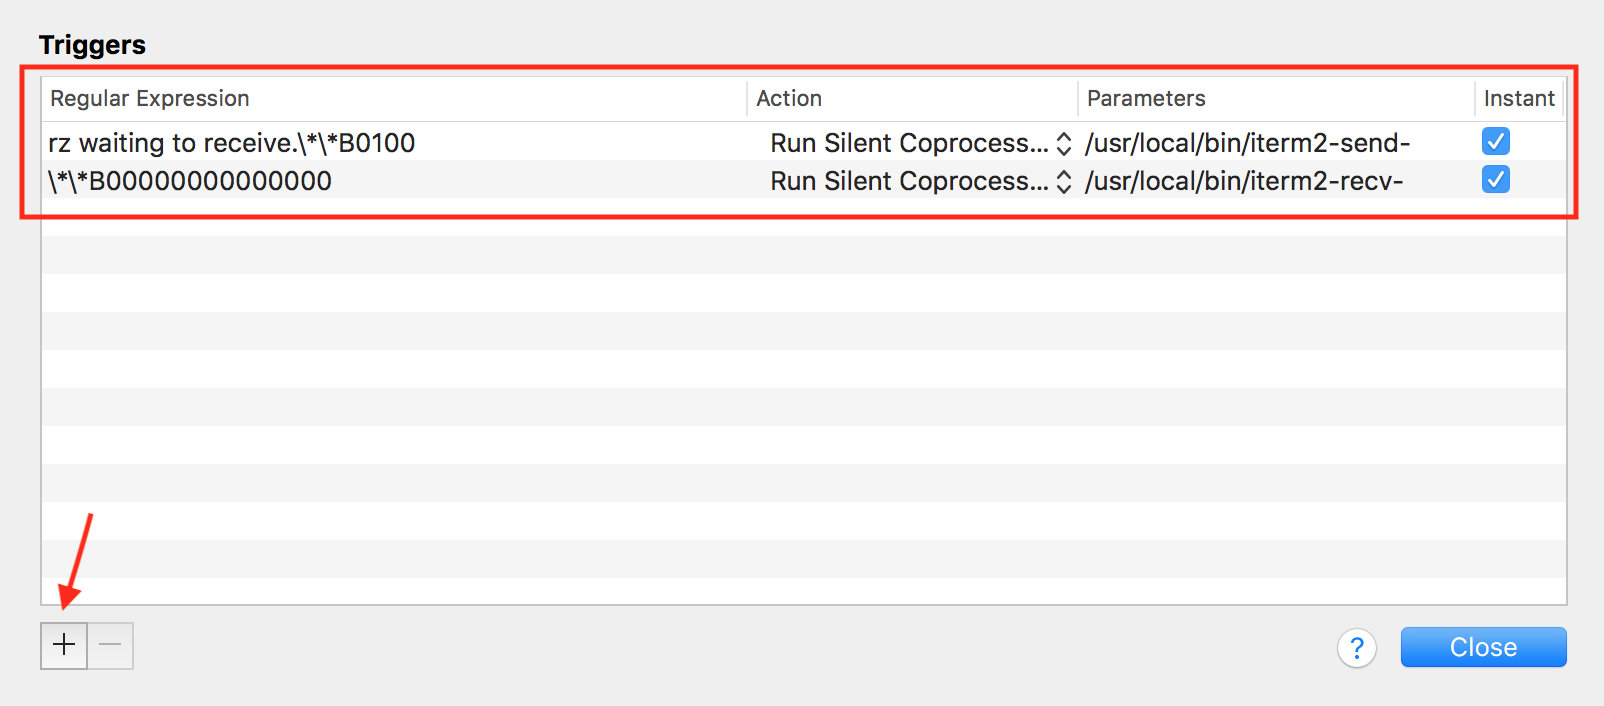 Triggers
Regular Expression Action Parameters Instant
rz waiting to receive.\*\*B0100 Run Silent Coprocess... /usr/local/bin/iterm2-send-
\*\*B00000000000000 Run Silent Coprocess... /usr/local/bin/iterm2-recv-
+ − ? Close